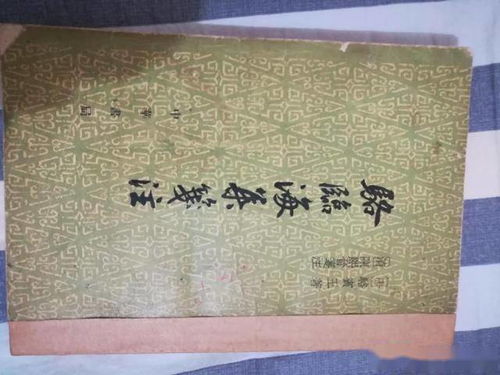 〔唐〕駱賓王著
〔清〕陳熙晉箋注
駱臨海集箋注
中華書局